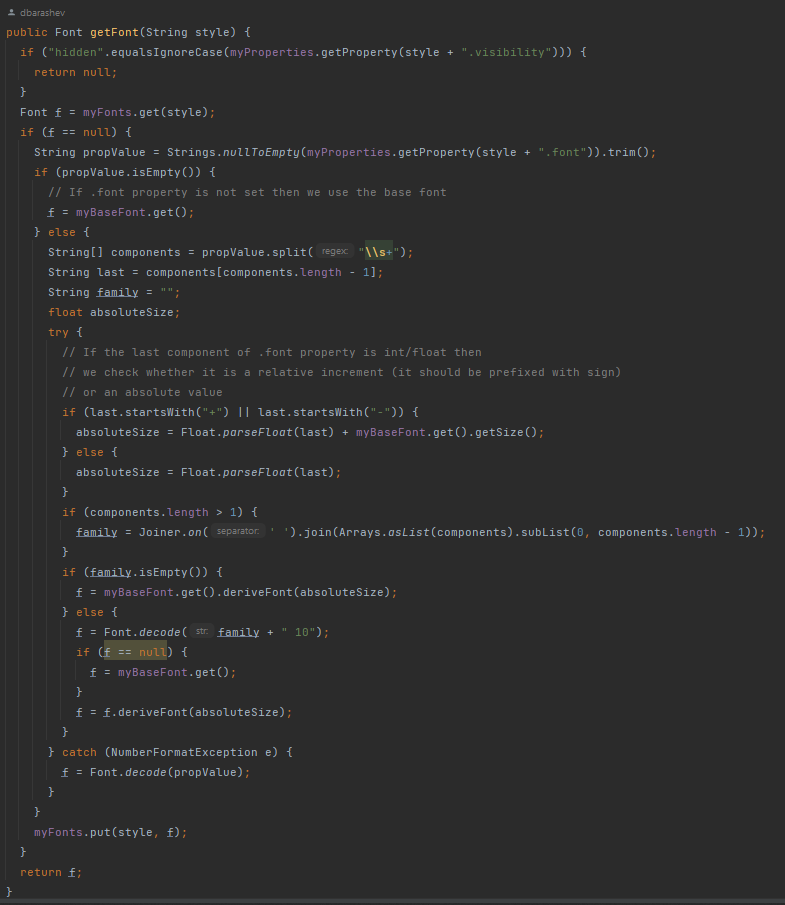 dbarashev
public Font getFont(String style) {
  if ("hidden".equalsIgnoreCase(myProperties.getProperty(style + ".visibility"))) {
    return null;
  }
  Font f = myFonts.get(style);
  if (f == null) {
    String propValue = Strings.nullToEmpty(myProperties.getProperty(style + ".font")).trim();
    if (propValue.isEmpty()) {
      // If .font property is not set then we use the base font
      f = myBaseFont.get();
    } else {
      String[] components = propValue.split( regex: "\\s+");
      String last = components[components.length - 1];
      String family = "";
      float absoluteSize;
      try {
        // If the last component of .font property is int/float then
        // we check whether it is a relative increment (it should be prefixed with sign)
        // or an absolute value
        if (last.startsWith("+") || last.startsWith("-")) {
          absoluteSize = Float.parseFloat(last) + myBaseFont.get().getSize();
        } else {
          absoluteSize = Float.parseFloat(last);
        }
        if (components.length > 1) {
          family = Joiner.on( separator: ' ').join(Arrays.asList(components).subList(0, components.length - 1));
        }
        if (family.isEmpty()) {
          f = myBaseFont.get().deriveFont(absoluteSize);
        } else {
          f = Font.decode( str: family + " 10");
          if (f == null) {
            f = myBaseFont.get();
          }
          f = f.deriveFont(absoluteSize);
        }
      } catch (NumberFormatException e) {
        f = Font.decode(propValue);
      }
    }
    myFonts.put(style, f);
  }
  return f;
}